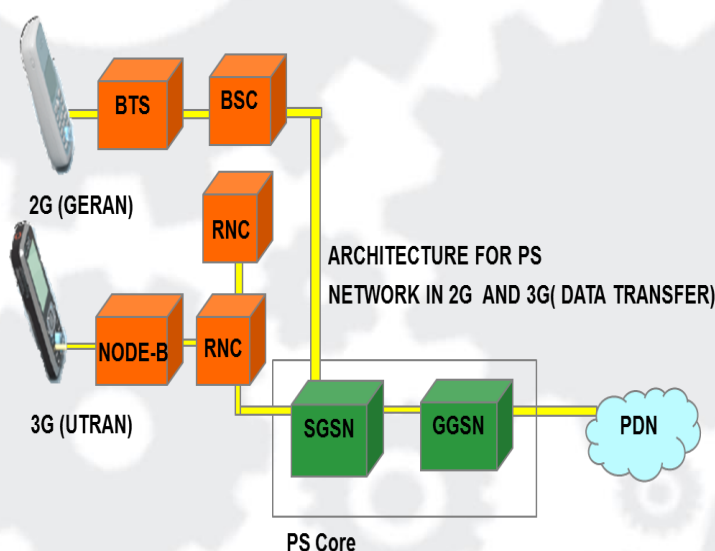 BTS
BSC
2G (GERAN)
RNC
ARCHITECTURE FOR PS
NETWORK IN 2G AND 3G( DATA TRANSFER)
NODE-B
RNC
3G (UTRAN)
SGSN
GGSN
PDN
PS Core